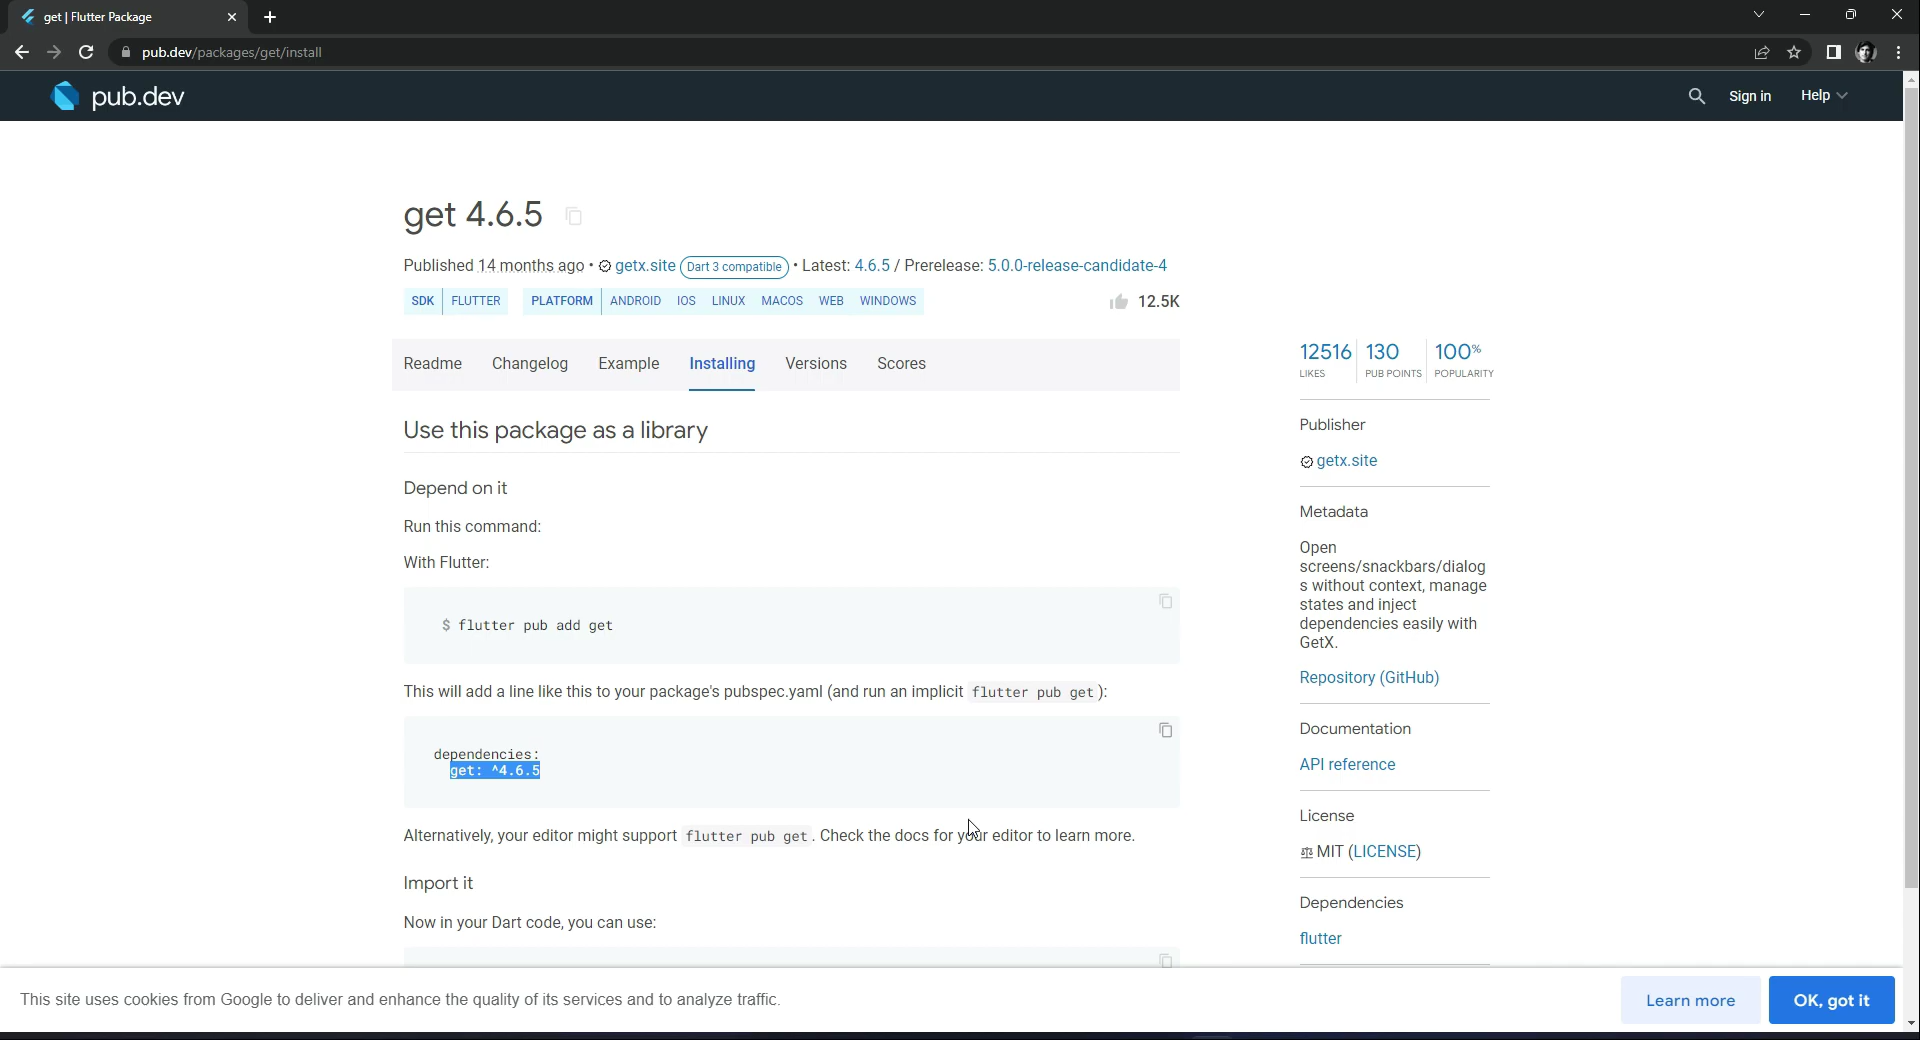 get | Flutter Package
pub.dev/packages/get/install
pub.dev
Sign in
Help
get 4.6.5
Published 14 months ago • getx.site Dart 3 compatible • Latest: 4.6.5 / Prerelease: 5.0.0-release-candidate-4
SDK FLUTTER PLATFORM ANDROID IOS LINUX MACOS WEB WINDOWS
12.5K
Readme Changelog Example Installing Versions Scores
Use this package as a library
Depend on it
Run this command:
With Flutter:
$ flutter pub add get
This will add a line like this to your package's pubspec.yaml (and run an implicit flutter pub get ):
dependencies:
get: ^4.6.5
Alternatively, your editor might support flutter pub get . Check the docs for your editor to learn more.
Import it
Now in your Dart code, you can use:
12516 130 100%
LIKES PUB POINTS POPULARITY
Publisher
getx.site
Metadata
Open
screens/snackbars/dialog
s without context, manage
states and inject
dependencies easily with
GetX.
Repository (GitHub)
Documentation
API reference
License
MIT (LICENSE)
Dependencies
flutter
This site uses cookies from Google to deliver and enhance the quality of its services and to analyze traffic.
Learn more
OK, got it